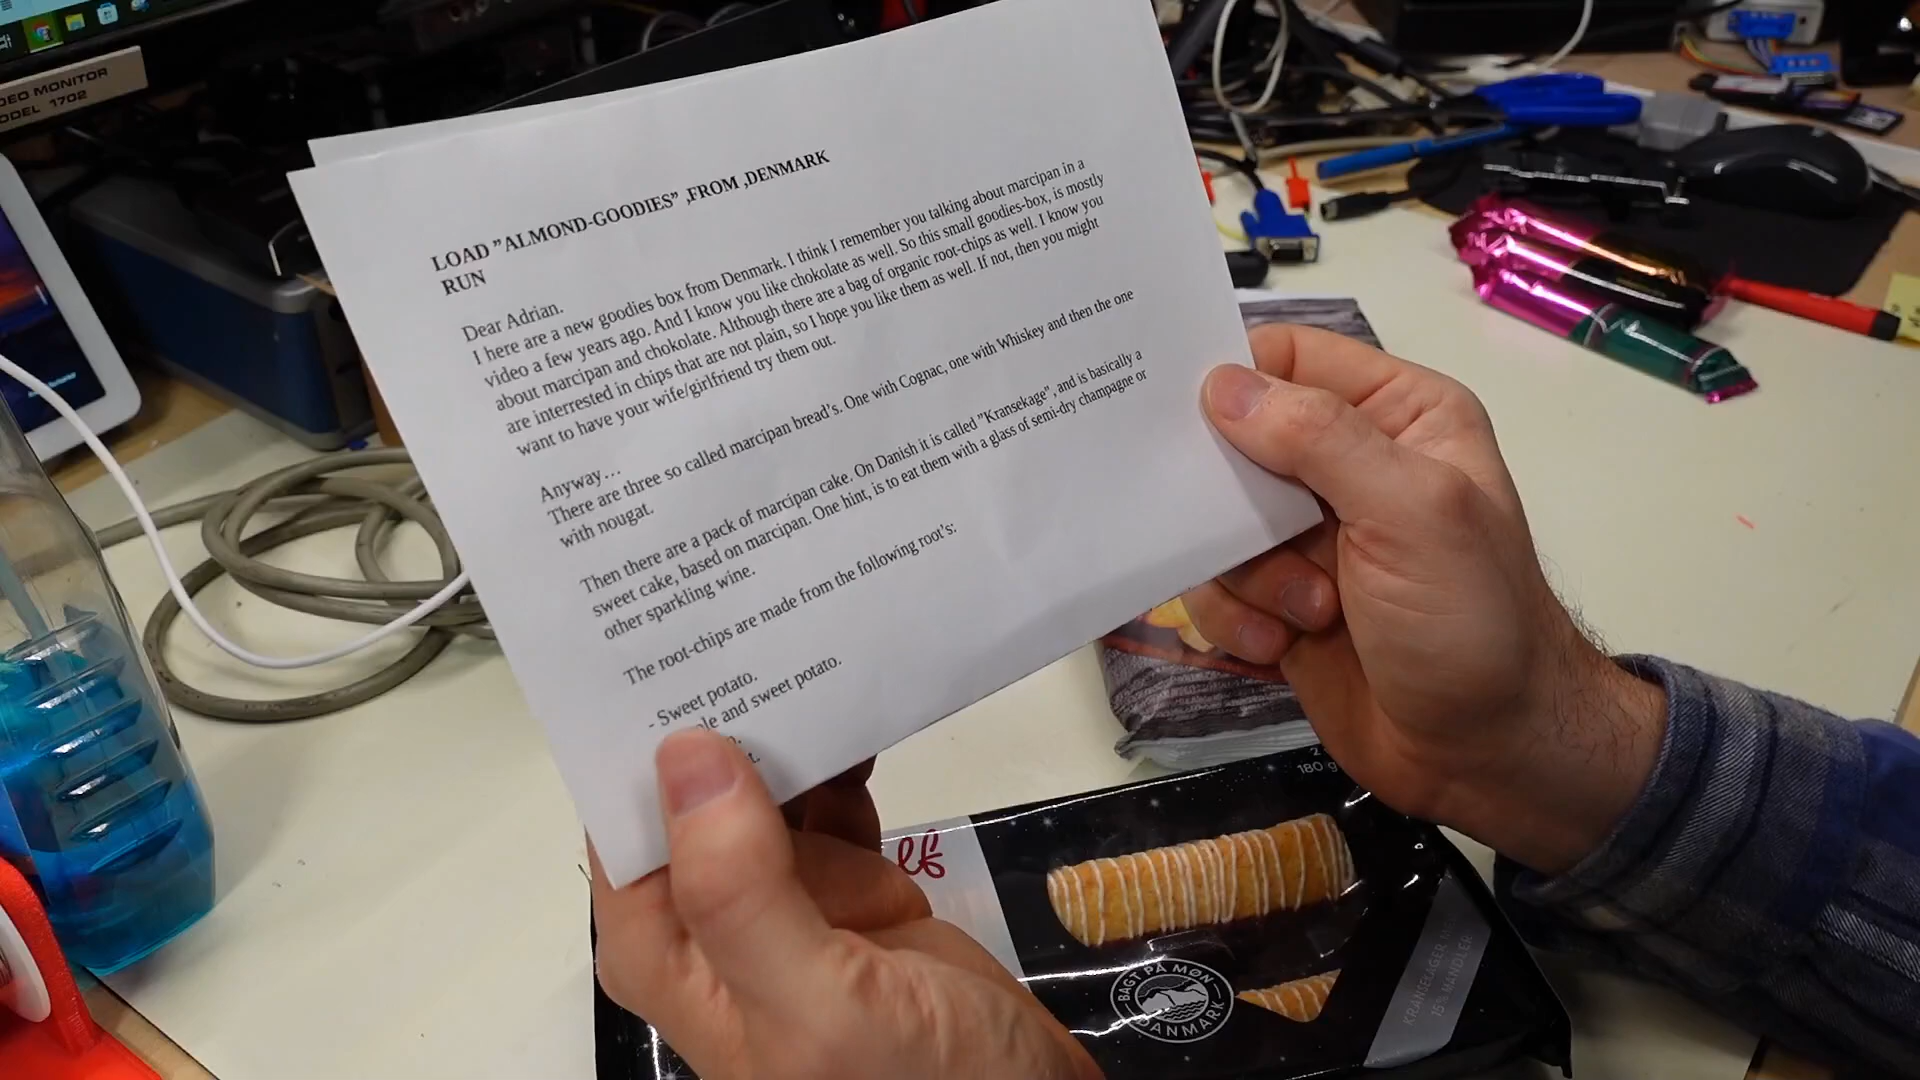 DEO MONITOR
ODEL 1702
LOAD ”ALMOND-GOODIES” ,FROM ,DENMARK
RUN
Dear Adrian.
I here are a new goodies box from Denmark. I think I remember you talking about marcipan in a
video a few years ago. And I know you like chokolate as well. So this small goodies-box, is mostly
about marcipan and chokolate. Although there are a bag of organic root-chips as well. I know you
are interrested in chips that are not plain, so I hope you like them as well. If not, then you might
want to have your wife/girlfriend try them out.
Anyway…
There are three so called marcipan bread’s. One with Cognac, one with Whiskey and then the one
with nougat.
Then there are a pack of marcipan cake. On Danish it is called ”Kransekage”, and is basically a
sweet cake, based on marcipan. One hint, is to eat them with a glass of semi-dry champagne or
other sparkling wine.
The root-chips are made from the following root’s:
- Sweet potato.
and sweet potato.
180 g
BAGT PÅ MØN
DANMARK
KRANSEKAGER
15% MANDLER